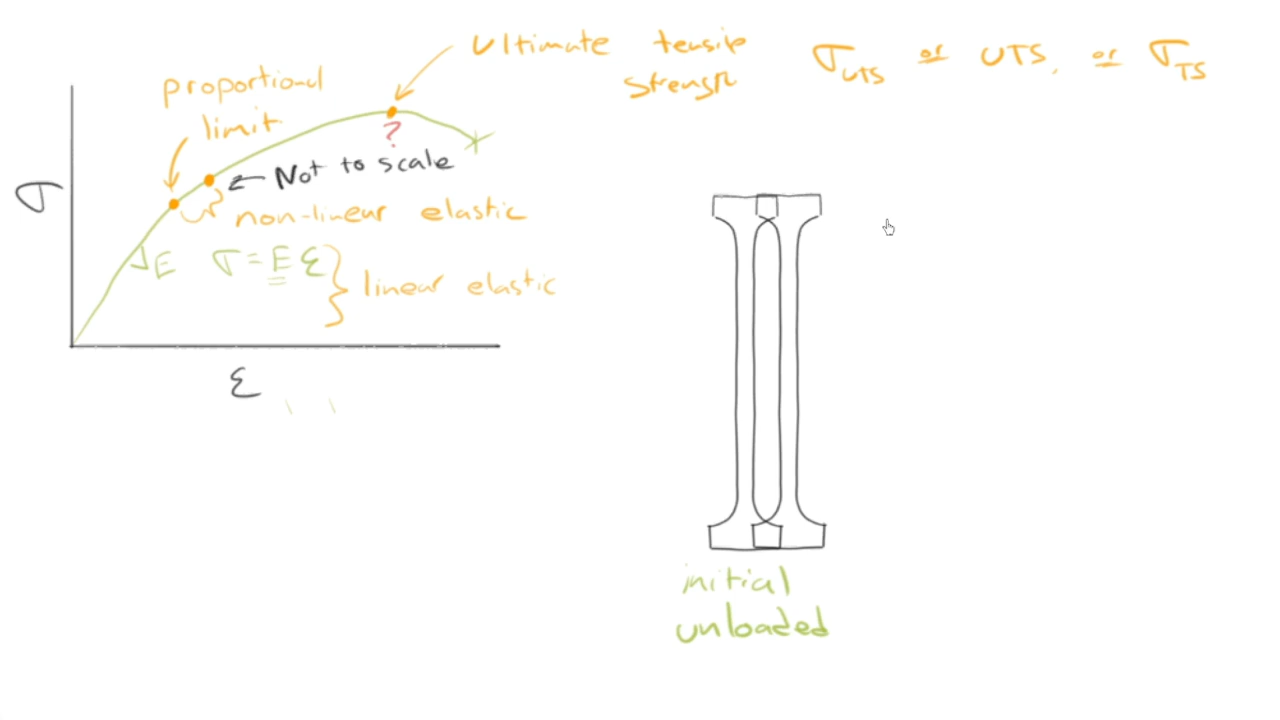 Ultimate tensile
strength
σUTS or UTS, or σTS
proportional
limit
?
Not to scale
σ
non-linear elastic
E σ = E ε } linear elastic
ε
initial
unloaded